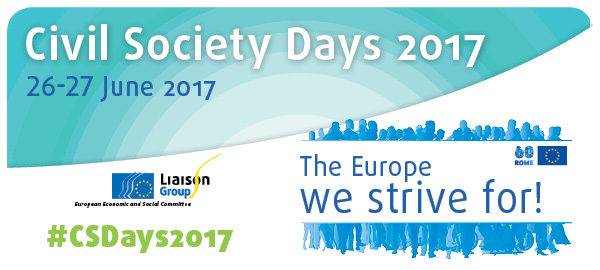 Civil Society Days 2017
26-27 June 2017
Liaison
Group
European Economic and Social Committee
#CSDays2017
The Europe
we strive for!
60
ROME